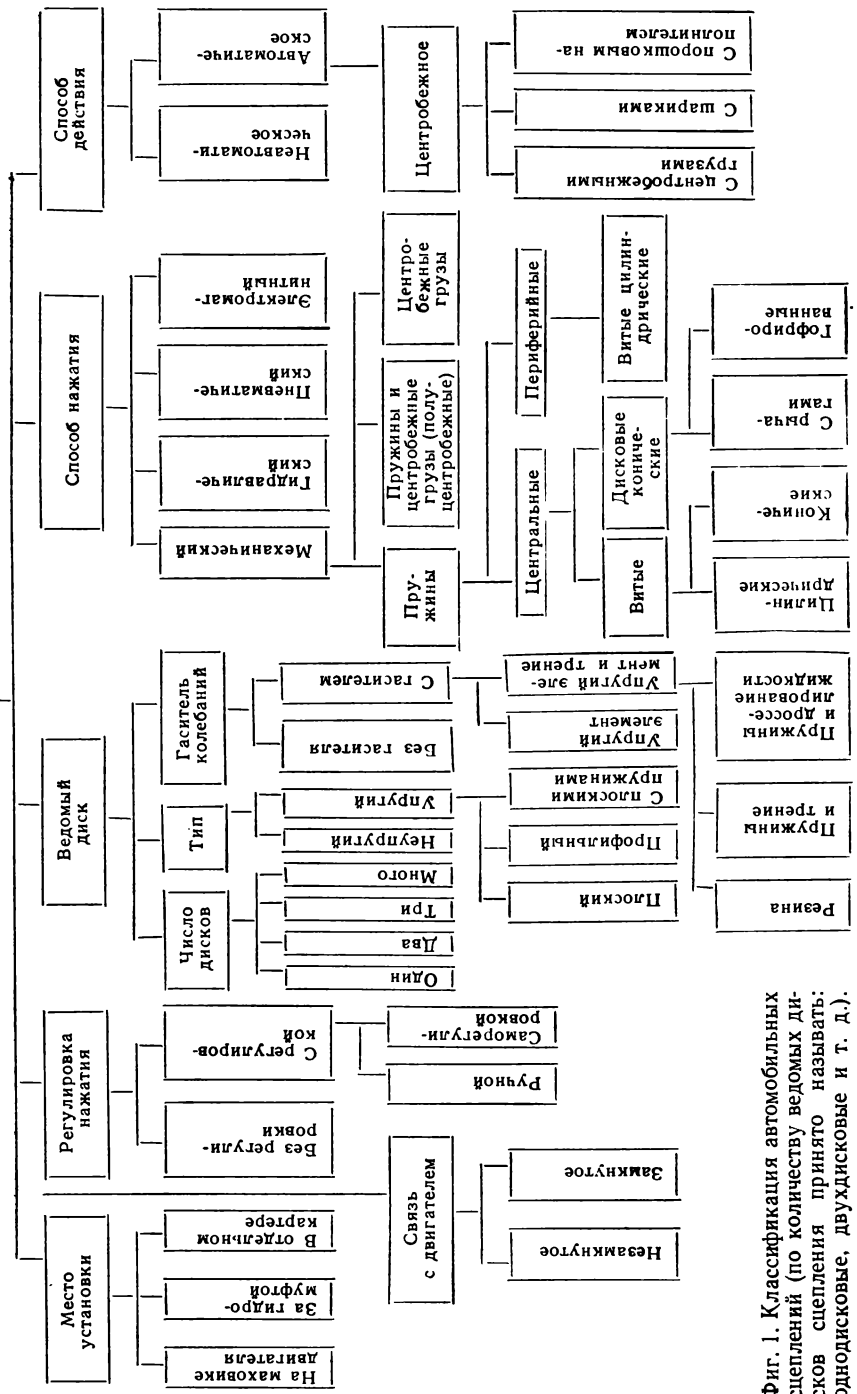 Место
установки
На маховике
двигателя
За гидро-
муфтой
В отдельном
картере
Связь
с двигателем
Незамкнутое
Замкнутое
Регулировка
нажатия
Без регули-
ровки
С регулиров-
кой
Ручной
Саморегули-
ровкой
Ведомый
диск
Число
дисков
Один
Два
Три
Много
Тип
Неупругий
Упругий
Плоский
Профильный
С плоскими
пружинами
Гаситель
колебаний
Без гасителя
С гасителем
Упругий
элемент
Упругий эле-
мент и трение
Резина
Пружины
и трение
Пружины
и дроссе-
лирование
жидкости
Способ нажатия
Механический
Гидравличе-
ский
Пневматиче-
ский
Электромаг-
нитный
Пру-
жины
Пружины и
центробежные
грузы (полу-
центробежные)
Центро-
бежные
грузы
Центральные
Периферийные
Витые
Дисковые
кониче-
ские
Витые цилин-
дрические
Цилин-
дрические
Кониче-
ские
С рыча-
гами
Гофриро-
ванные
Способ
действия
Неавтомати-
ческое
Автоматиче-
ское
Центробежное
С центробежными
грузами
С шариками
С порошковым на-
полнителем
Фиг. 1. Классификация автомобильных
сцеплений (по количеству ведомых ди-
сков сцепления принято называть:
однодисковые, двухдисковые и т. д.).